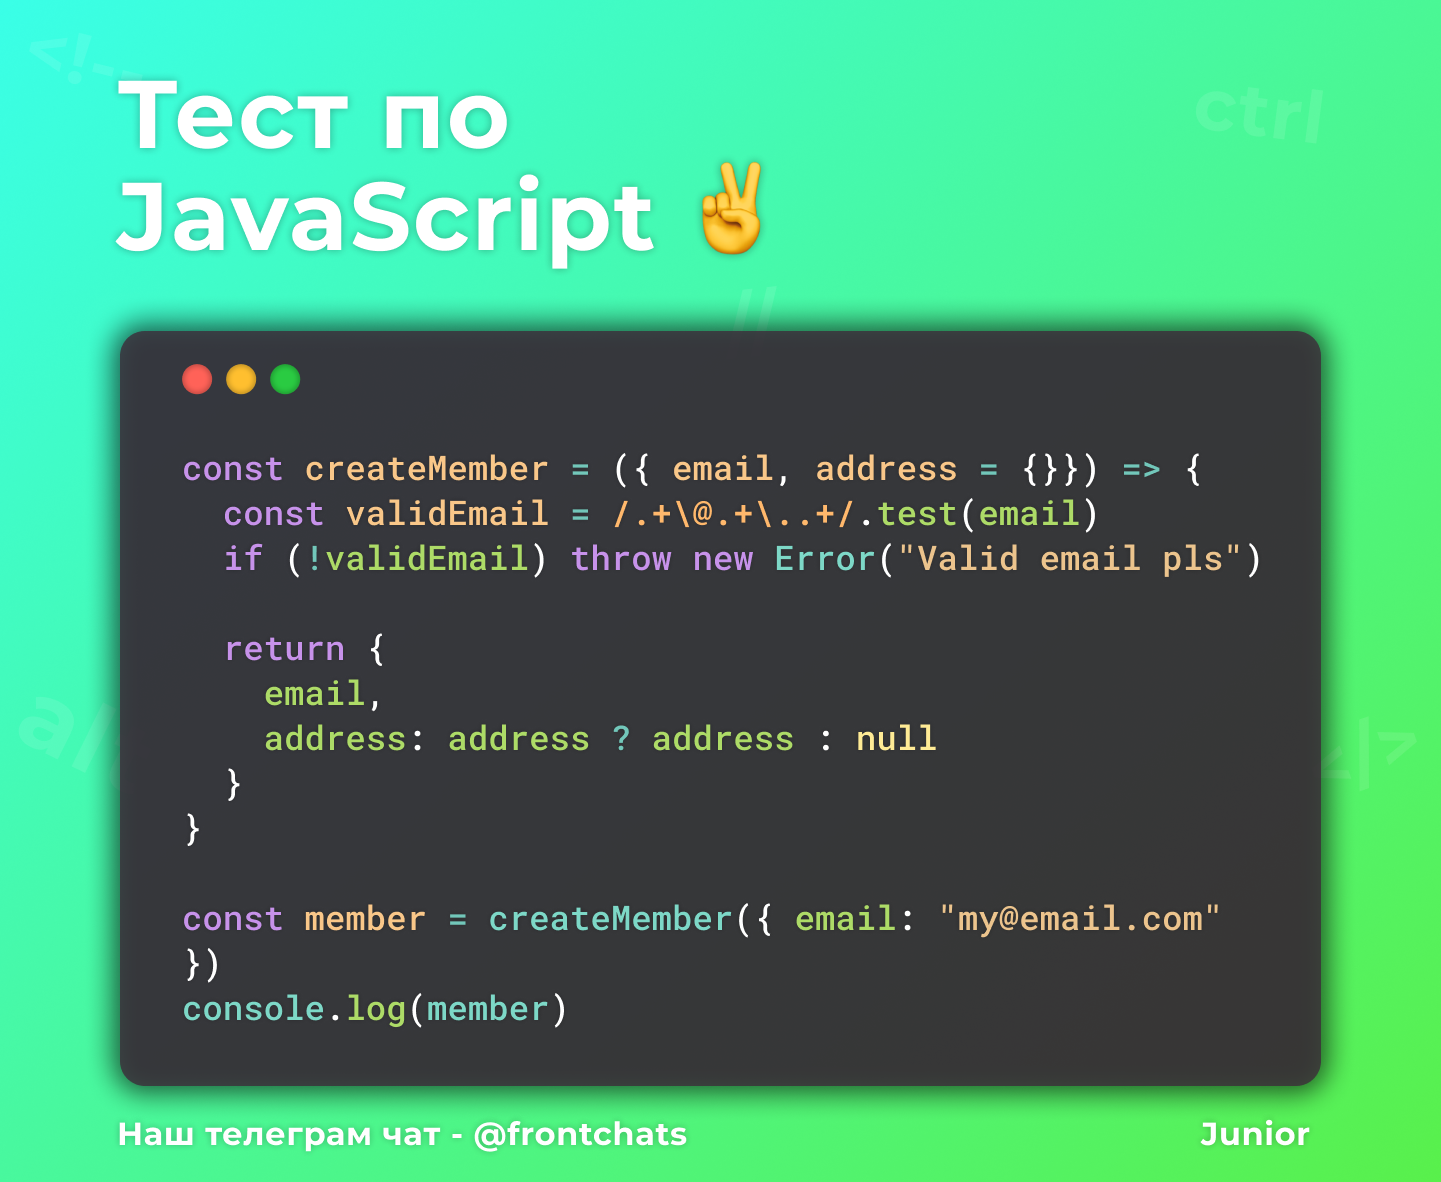 <!--
ctrl
Тест по
JavaScript ✌
//
const createMember = ({ email, address = {}}) => {
  const validEmail = /.+\@.+\..+/.test(email)
  if (!validEmail) throw new Error("Valid email pls")
  return {
    email,
    address: address ? address : null
  }
}
const member = createMember({ email: "my@email.com"
})
console.log(member)
</>
Наш телеграм чат - @frontchats
Junior